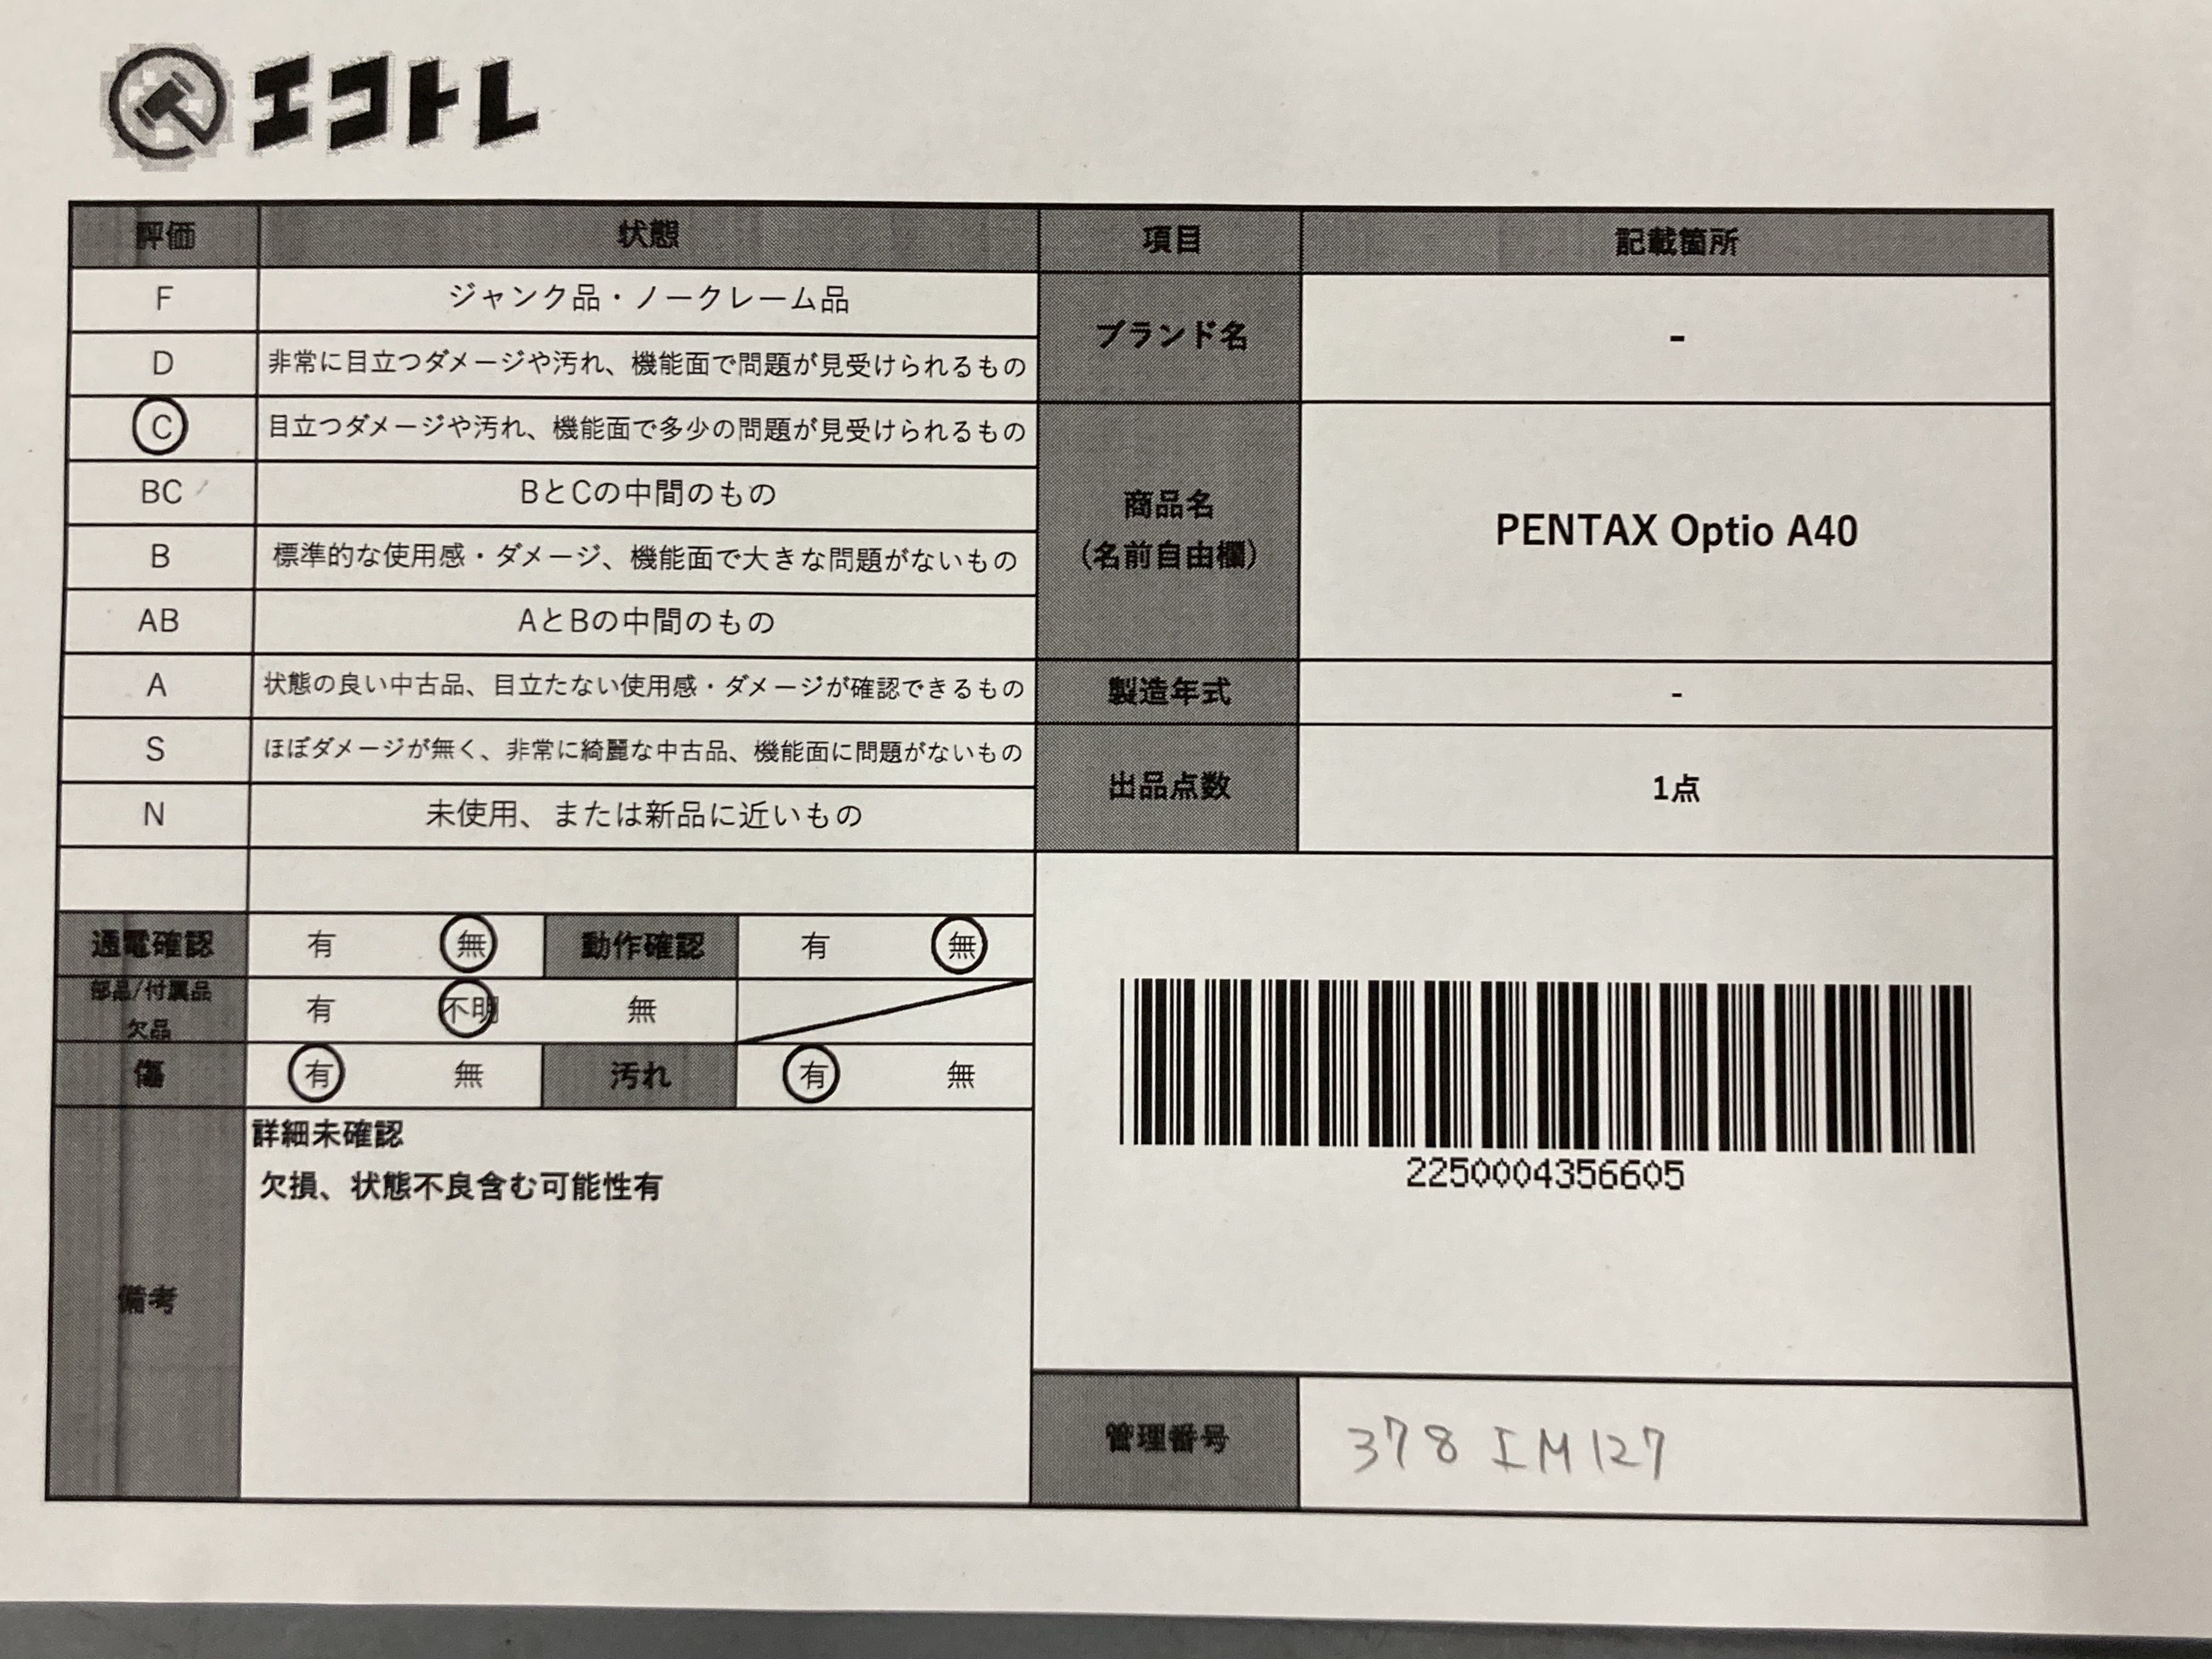 エコトレ
評価 状態 項目 記載箇所
F ジャンク品・ノークレーム品
D 非常に目立つダメージや汚れ、機能面で問題が見受けられるもの
ブランド名 -
C 目立つダメージや汚れ、機能面で多少の問題が見受けられるもの
BC BとCの中間のもの
B 標準的な使用感・ダメージ、機能面で大きな問題がないもの
商品名
(名前自由欄)
PENTAX Optio A40
AB AとBの中間のもの
A 状態の良い中古品、目立たない使用感・ダメージが確認できるもの
製造年式 -
S ほぼダメージが無く、非常に綺麗な中古品、機能面に問題がないもの
N 未使用、または新品に近いもの
出品点数 1点
通電確認 有 無 動作確認 有 無
部品/付属品
欠品
有 不明 無
傷 有 無 汚れ 有 無
備考
詳細未確認
欠損、状態不良含む可能性有
2250004356605
管理番号 378 IM127